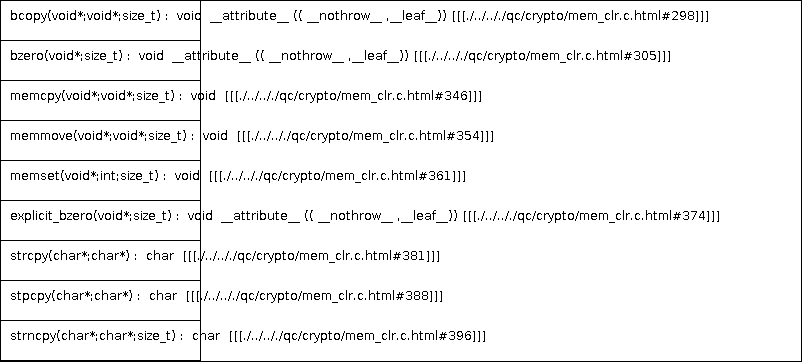 bcopy(void*;void*;size_t) :  void  __attribute__ (( __nothrow__ ,__leaf__)) [[[./../.././qc/crypto/mem_clr.c.html#298]]]
bzero(void*;size_t) :  void  __attribute__ (( __nothrow__ ,__leaf__)) [[[./../.././qc/crypto/mem_clr.c.html#305]]]
memcpy(void*;void*;size_t) :  void  [[[./../.././qc/crypto/mem_clr.c.html#346]]]
memmove(void*;void*;size_t) :  void  [[[./../.././qc/crypto/mem_clr.c.html#354]]]
memset(void*;int;size_t) :  void  [[[./../.././qc/crypto/mem_clr.c.html#361]]]
explicit_bzero(void*;size_t) :  void  __attribute__ (( __nothrow__ ,__leaf__)) [[[./../.././qc/crypto/mem_clr.c.html#374]]]
strcpy(char*;char*) :  char  [[[./../.././qc/crypto/mem_clr.c.html#381]]]
stpcpy(char*;char*) :  char  [[[./../.././qc/crypto/mem_clr.c.html#388]]]
strncpy(char*;char*;size_t) :  char  [[[./../.././qc/crypto/mem_clr.c.html#396]]]